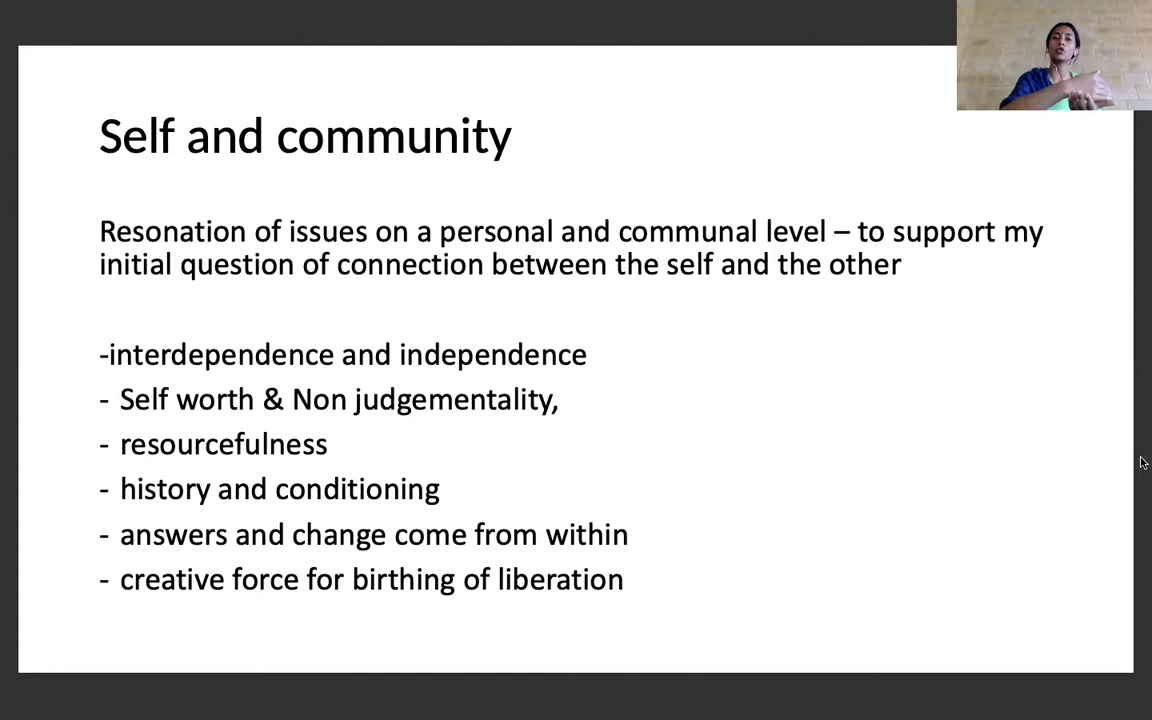 Self and community
Resonation of issues on a personal and communal level – to support my
initial question of connection between the self and the other
-interdependence and independence
- Self worth & Non judgementality,
- resourcefulness
- history and conditioning
- answers and change come from within
- creative force for birthing of liberation